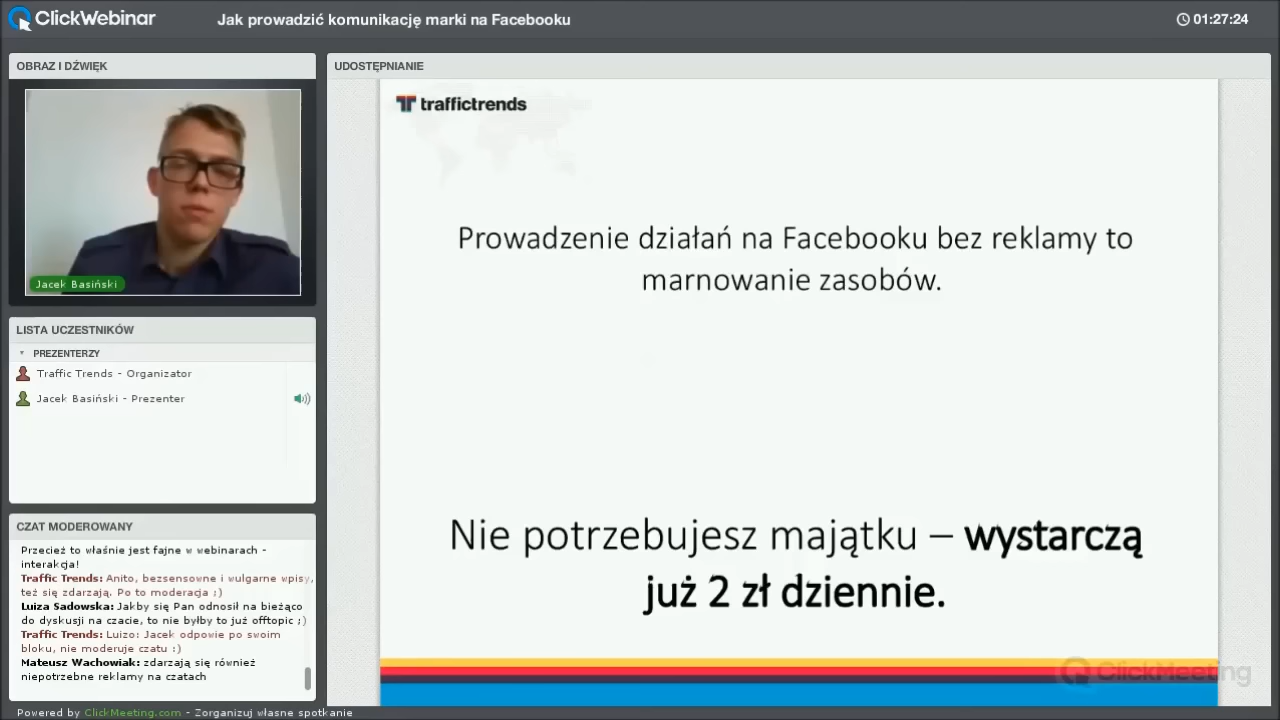 ClickWebinar
Jak prowadzić komunikację marki na Facebooku
01:27:24
OBRAZ I DŹWIĘK
Jacek Basiński
LISTA UCZESTNIKÓW
PREZENTERZY
Traffic Trends - Organizator
Jacek Basiński - Prezenter
CZAT MODEROWANY
Przecież to właśnie jest fajne w webinarach -
interakcja!
Traffic Trends: Anito, bezsensowne i wulgarne wpisy,
też się zdarzają. Po to moderacja ;)
Luiza Sadowska: Jakby się Pan odnosił na bieżąco
do dyskusji na czacie, to nie byłby to już offtopic ;)
Traffic Trends: Luizo: Jacek odpowie po swoim
bloku, nie moderuje czatu :)
Mateusz Wachowiak: zdarzają się również
niepotrzebne reklamy na czatach
UDOSTĘPNIANIE
traffictrends
Prowadzenie działań na Facebooku bez reklamy to
marnowanie zasobów.
Nie potrzebujesz majątku – wystarczą
już 2 zł dziennie.
ClickMeeting
Powered by ClickMeeting.com - Zorganizuj własne spotkanie